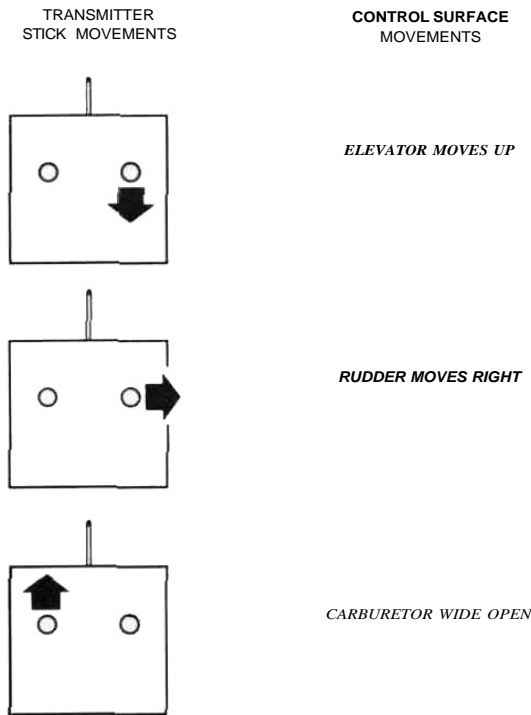 TRANSMITTER
STICK MOVEMENTS
CONTROL SURFACE
MOVEMENTS
ELEVATOR MOVES UP
RUDDER MOVES RIGHT
CARBURETOR WIDE OPEN